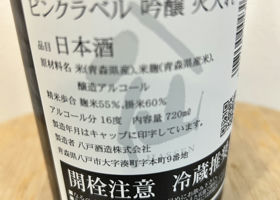 ピンクラベル 吟醸 火入れ
品目 日本酒
原材料名 米(青森県産)、米麹(青森県産米)、
醸造アルコール
精米歩合 麹米55%、掛米60%
アルコール分 16度 内容量 720ml
製造年月はキャップに印字しています。
製造者 八戸酒造株式会社
青森県八戸市大字湊町字本町9番地
開栓注意 冷蔵推奨